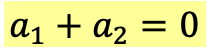 a₁ + a₂ = 0